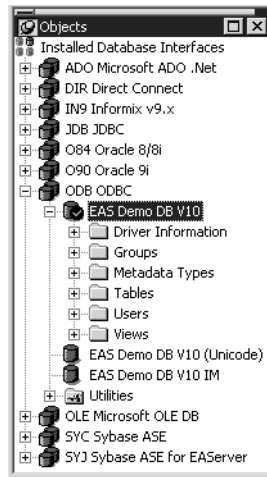 Objects
Installed Database Interfaces
ADO Microsoft ADO .Net
DIR Direct Connect
IN9 Informix v9.x
JDB JDBC
O84 Oracle 8/8i
O90 Oracle 9i
ODB ODBC
EAS Demo DB V10
Driver Information
Groups
Metadata Types
Tables
Users
Views
EAS Demo DB V10 (Unicode)
EAS Demo DB V10 IM
Utilities
OLE Microsoft OLE DB
SYC Sybase ASE
SYJ Sybase ASE for EAServer